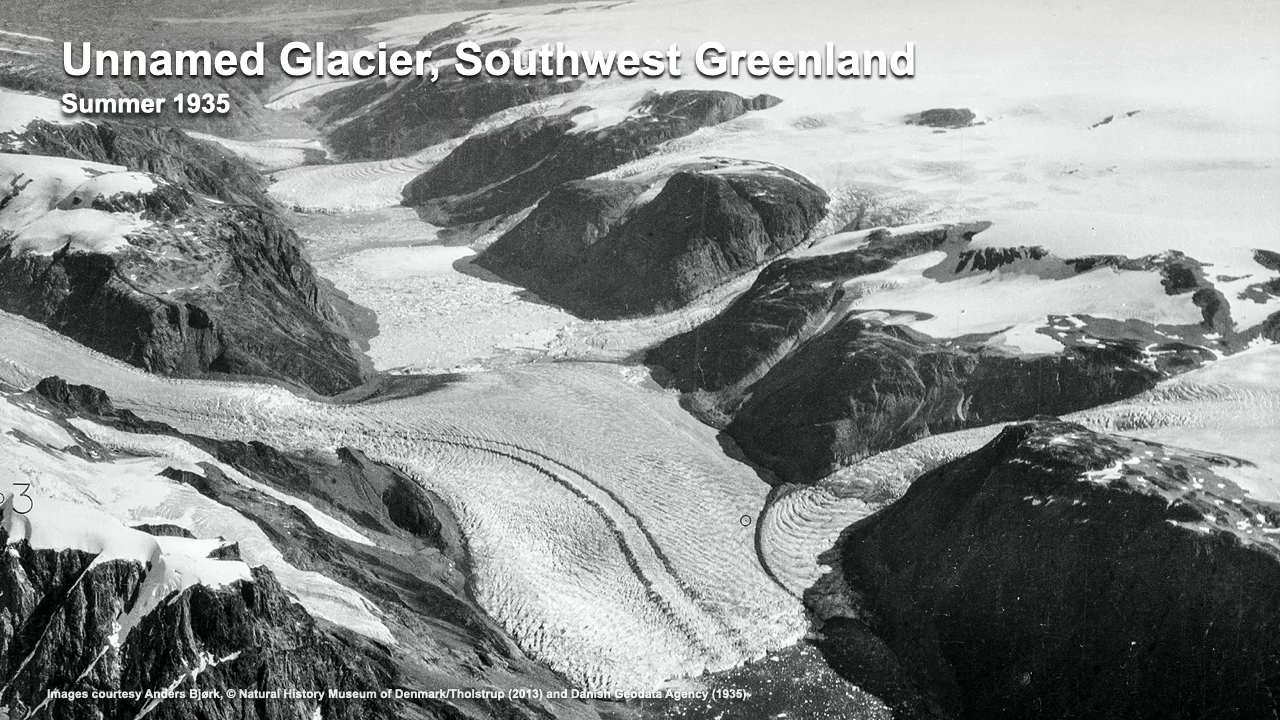 Unnamed Glacier, Southwest Greenland
Summer 1935
3
Images courtesy Anders Bjørk, © Natural History Museum of Denmark/Tholstrup (2013) and Danish Geodata Agency (1935).